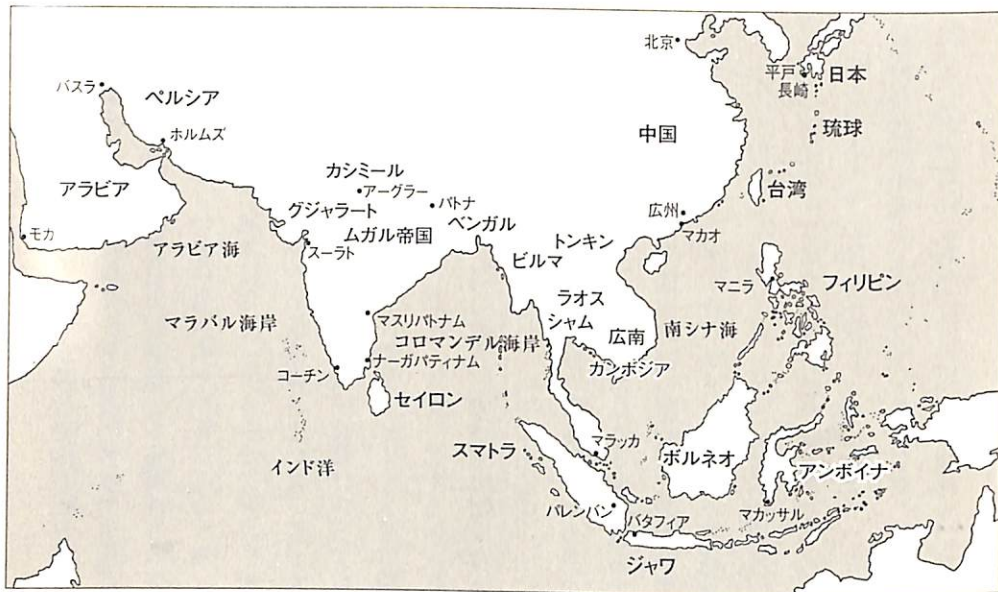 北京
平戸
日本
長崎
バスラ
ペルシア
琉球
中国
ホルムズ
カシミール
アラビア
アーグラー
台湾
パトナ
グジャラート
広州
ベンガル
モカ
ムガル帝国
マカオ
トンキン
アラビア海
スーラト
ビルマ
マニラ
フィリピン
ラオス
マラバル海岸
マスリパトナム
シャム
広南
南シナ海
コロマンデル海岸
ナーガパティナム
カンボジア
コーチン
セイロン
スマトラ
マラッカ
ボルネオ
インド洋
アンボイナ
パレンバン
バタフィア
マカッサル
ジャワ